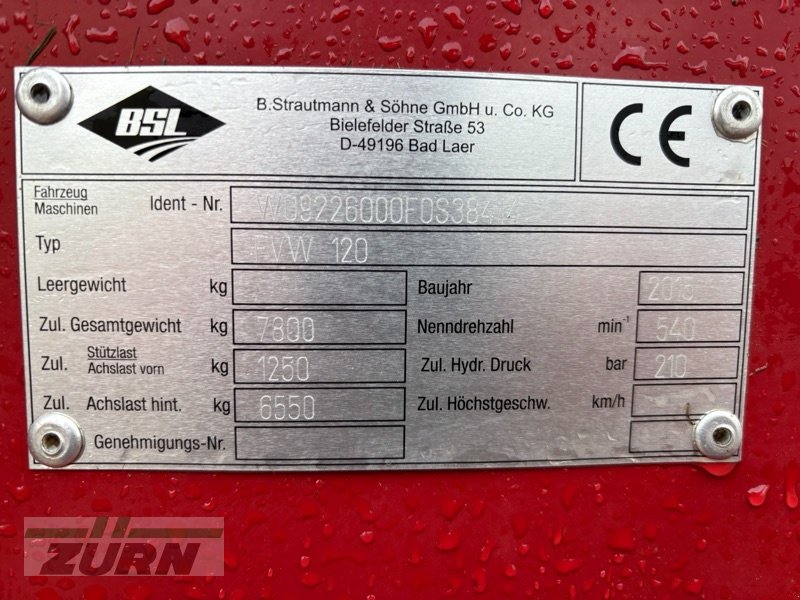 BSL
B.Strautmann & Söhne GmbH u. Co. KG
Bielefelder Straße 53
D-49196 Bad Laer
CE
Fahrzeug
Maschinen
Ident - Nr.
Typ
120
Leergewicht kg
Baujahr
Zul. Gesamtgewicht kg 7800
Nenndrehzahl min⁻¹ 540
Zul. Stützlast
Achslast vorn kg 1250
Zul. Hydr. Druck bar 210
Zul. Achslast hint. kg 6550
Zul. Höchstgeschw. km/h
Genehmigungs-Nr.
ZÜRN